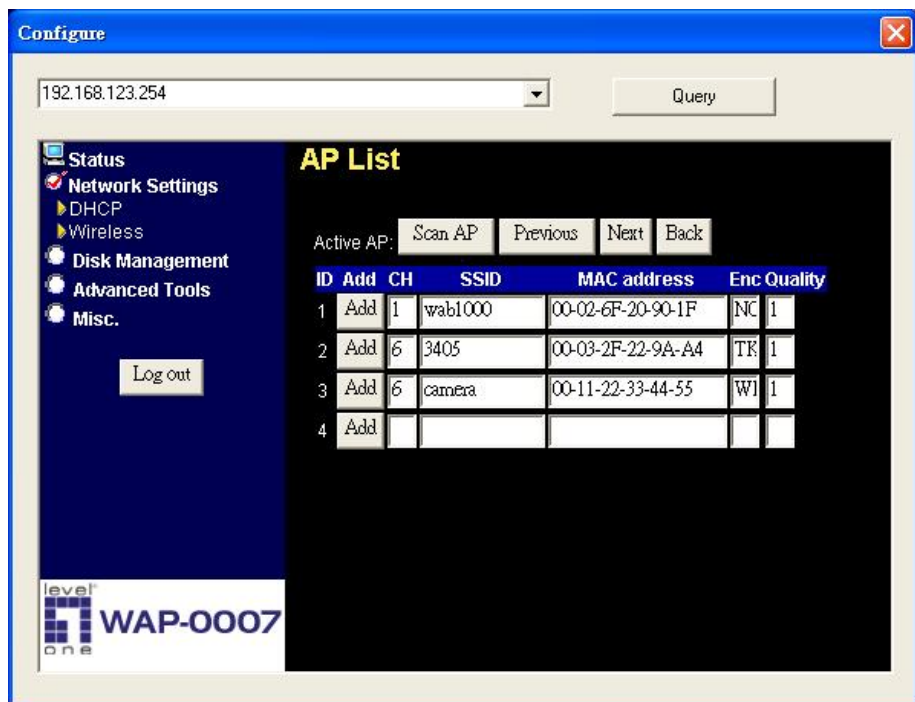 Configure
192.168.123.254
Query
Status
Network Settings
DHCP
Wireless
Disk Management
Advanced Tools
Misc.
Log out
level one
WAP-0007
AP List
Active AP: Scan AP Previous Next Back
ID Add CH SSID MAC address Enc Quality
1 Add 1 wab1000 00-02-6F-20-90-1F NO 1
2 Add 6 3405 00-03-2F-22-9A-A4 TK 1
3 Add 6 camera 00-11-22-33-44-55 1
4 Add